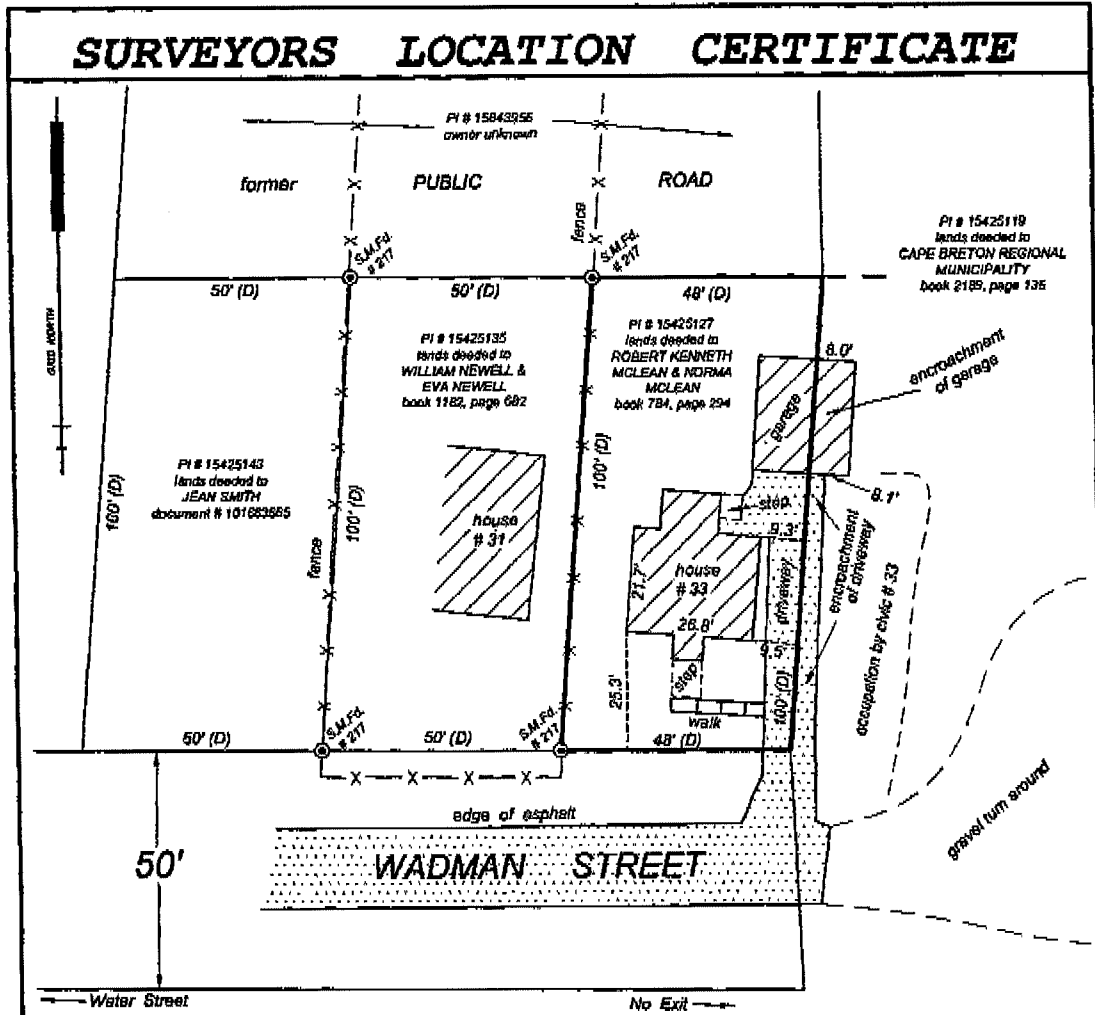 SURVEYORS LOCATION CERTIFICATE
PI # 15843956
owner unknown
former PUBLIC ROAD
GRID NORTH
fence
S.M.Fd.
# 217
S.M.Fd.
# 217
PI # 15425119
lands deeded to
CAPE BRETON REGIONAL
MUNICIPALITY
book 2189, page 135
50' (D)
50' (D)
48' (D)
PI # 15425135
lands deeded to
WILLIAM NEWELL &
EVA NEWELL
book 1182, page 682
PI # 15425127
lands deeded to
ROBERT KENNETH
MCLEAN & NORMA
MCLEAN
book 784, page 294
8.0'
encroachment
of garage
garage
PI # 15425143
lands deeded to
JEAN SMITH
document # 101683565
100' (D)
100' (D)
fence
100' (D)
house
# 31
step
8.1'
9.3'
house
# 33
21.7'
26.8'
driveway
encroachment
of driveway
occupation by civic # 33
9.5'
25.3'
step
walk
100' (D)
50' (D)
S.M.Fd.
# 217
50' (D)
S.M.Fd.
# 217
48' (D)
edge of asphalt
gravel turn around
50'
WADMAN STREET
Water Street
No Exit